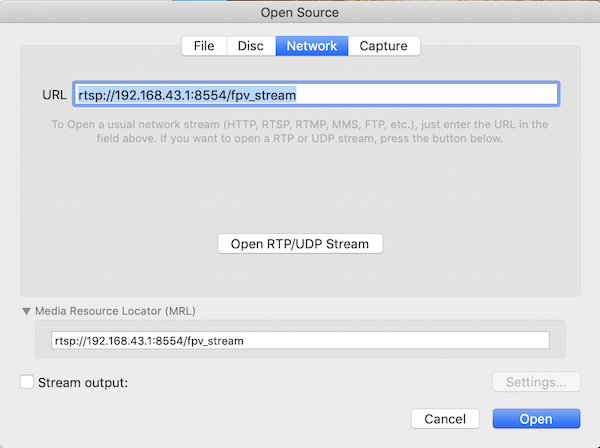 Open Source
File Disc Network Capture
URL rtsp://192.168.43.1:8554/fpv_stream
To Open a usual network stream (HTTP, RTSP, RTMP, MMS, FTP, etc.), just enter the URL in the
field above. If you want to open a RTP or UDP stream, press the button below.
Open RTP/UDP Stream
Media Resource Locator (MRL)
rtsp://192.168.43.1:8554/fpv_stream
Stream output:
Settings...
Cancel Open